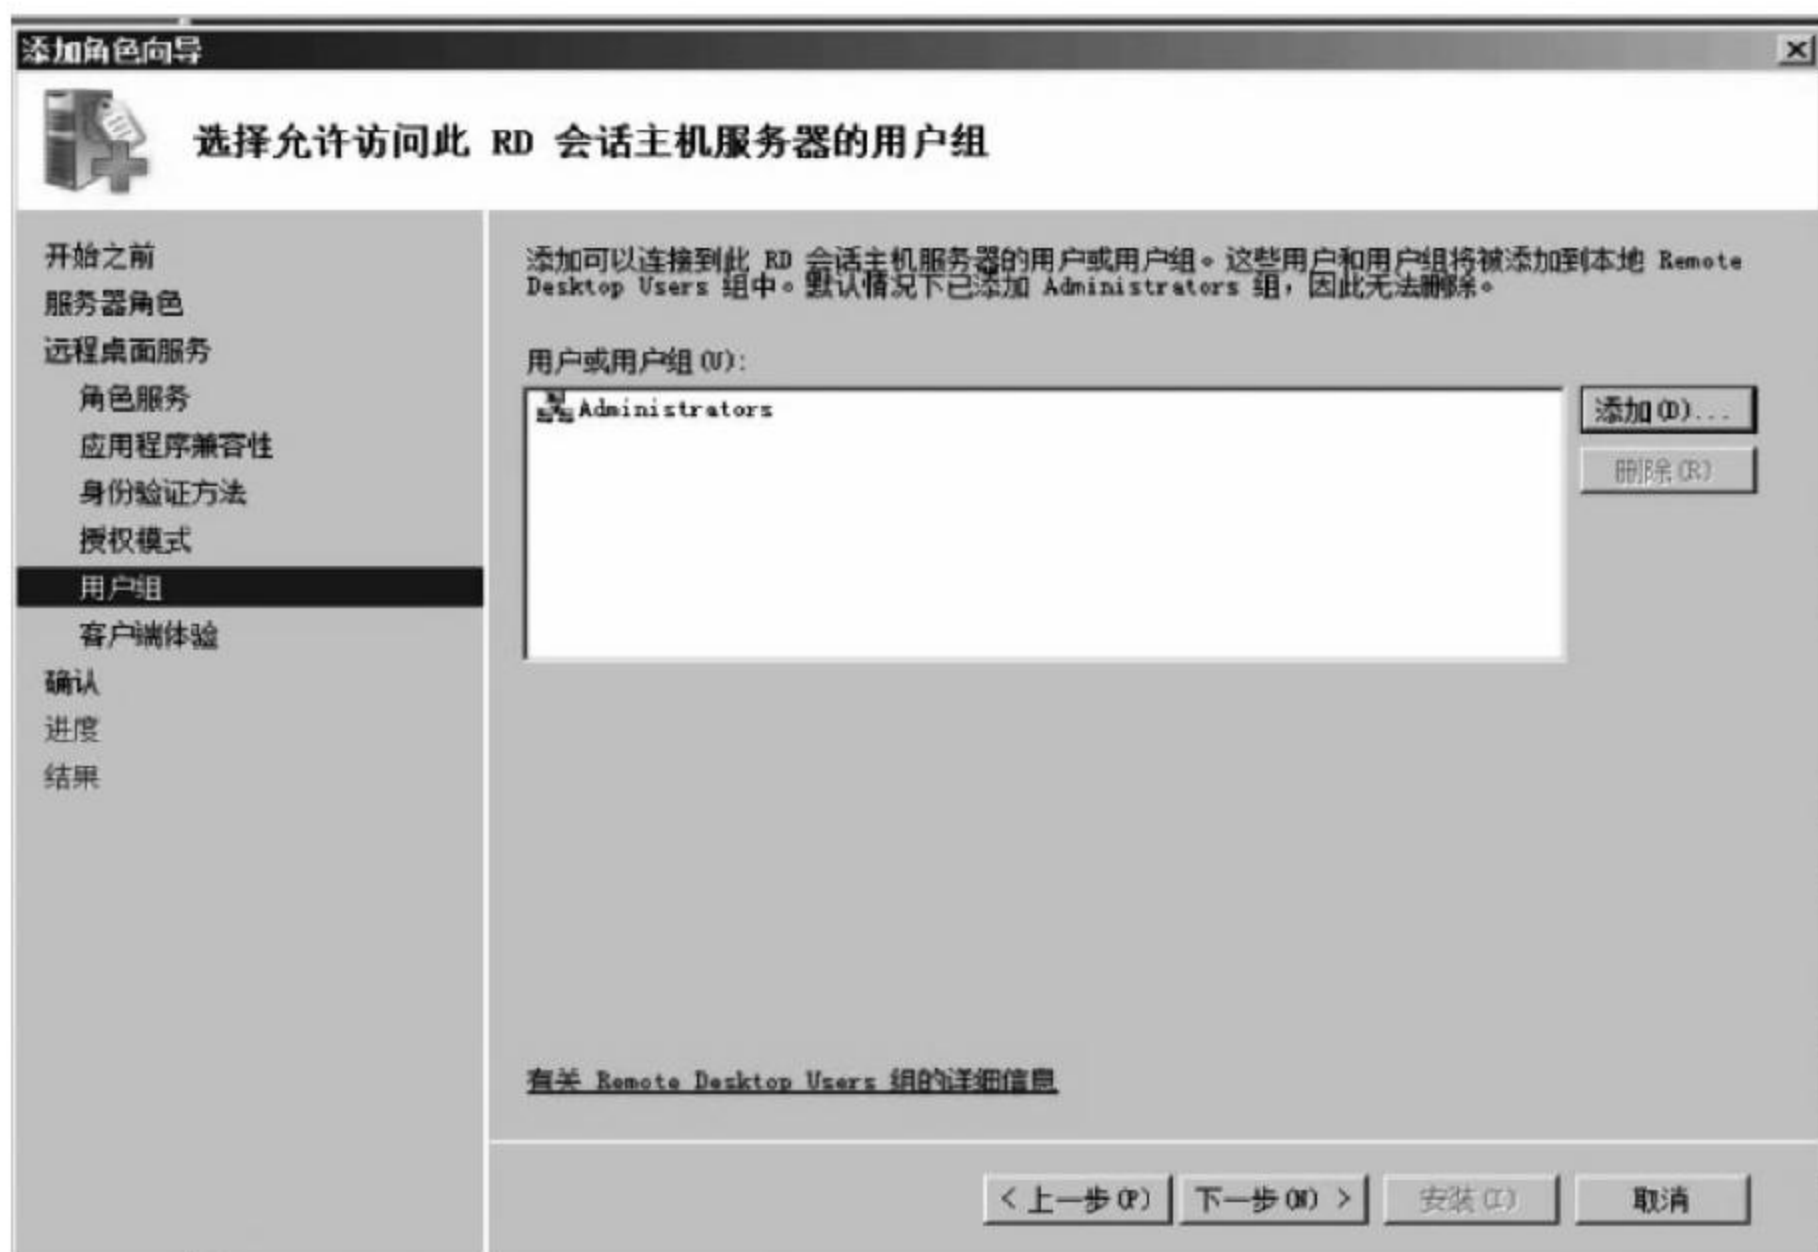 添加角色向导
选择允许访问此 RD 会话主机服务器的用户组
开始之前
服务器角色
远程桌面服务
角色服务
应用程序兼容性
身份验证方法
授权模式
用户组
客户端体验
确认
进度
结果
添加可以连接到此 RD 会话主机服务器的用户或用户组。这些用户和用户组将被添加到本地 Remote
Desktop Users 组中。默认情况下已添加 Administrators 组，因此无法删除。
用户或用户组(U):
Administrators
添加(D)...
删除(R)
有关 Remote Desktop Users 组的详细信息
< 上一步(P)
下一步(N) >
安装(I)
取消